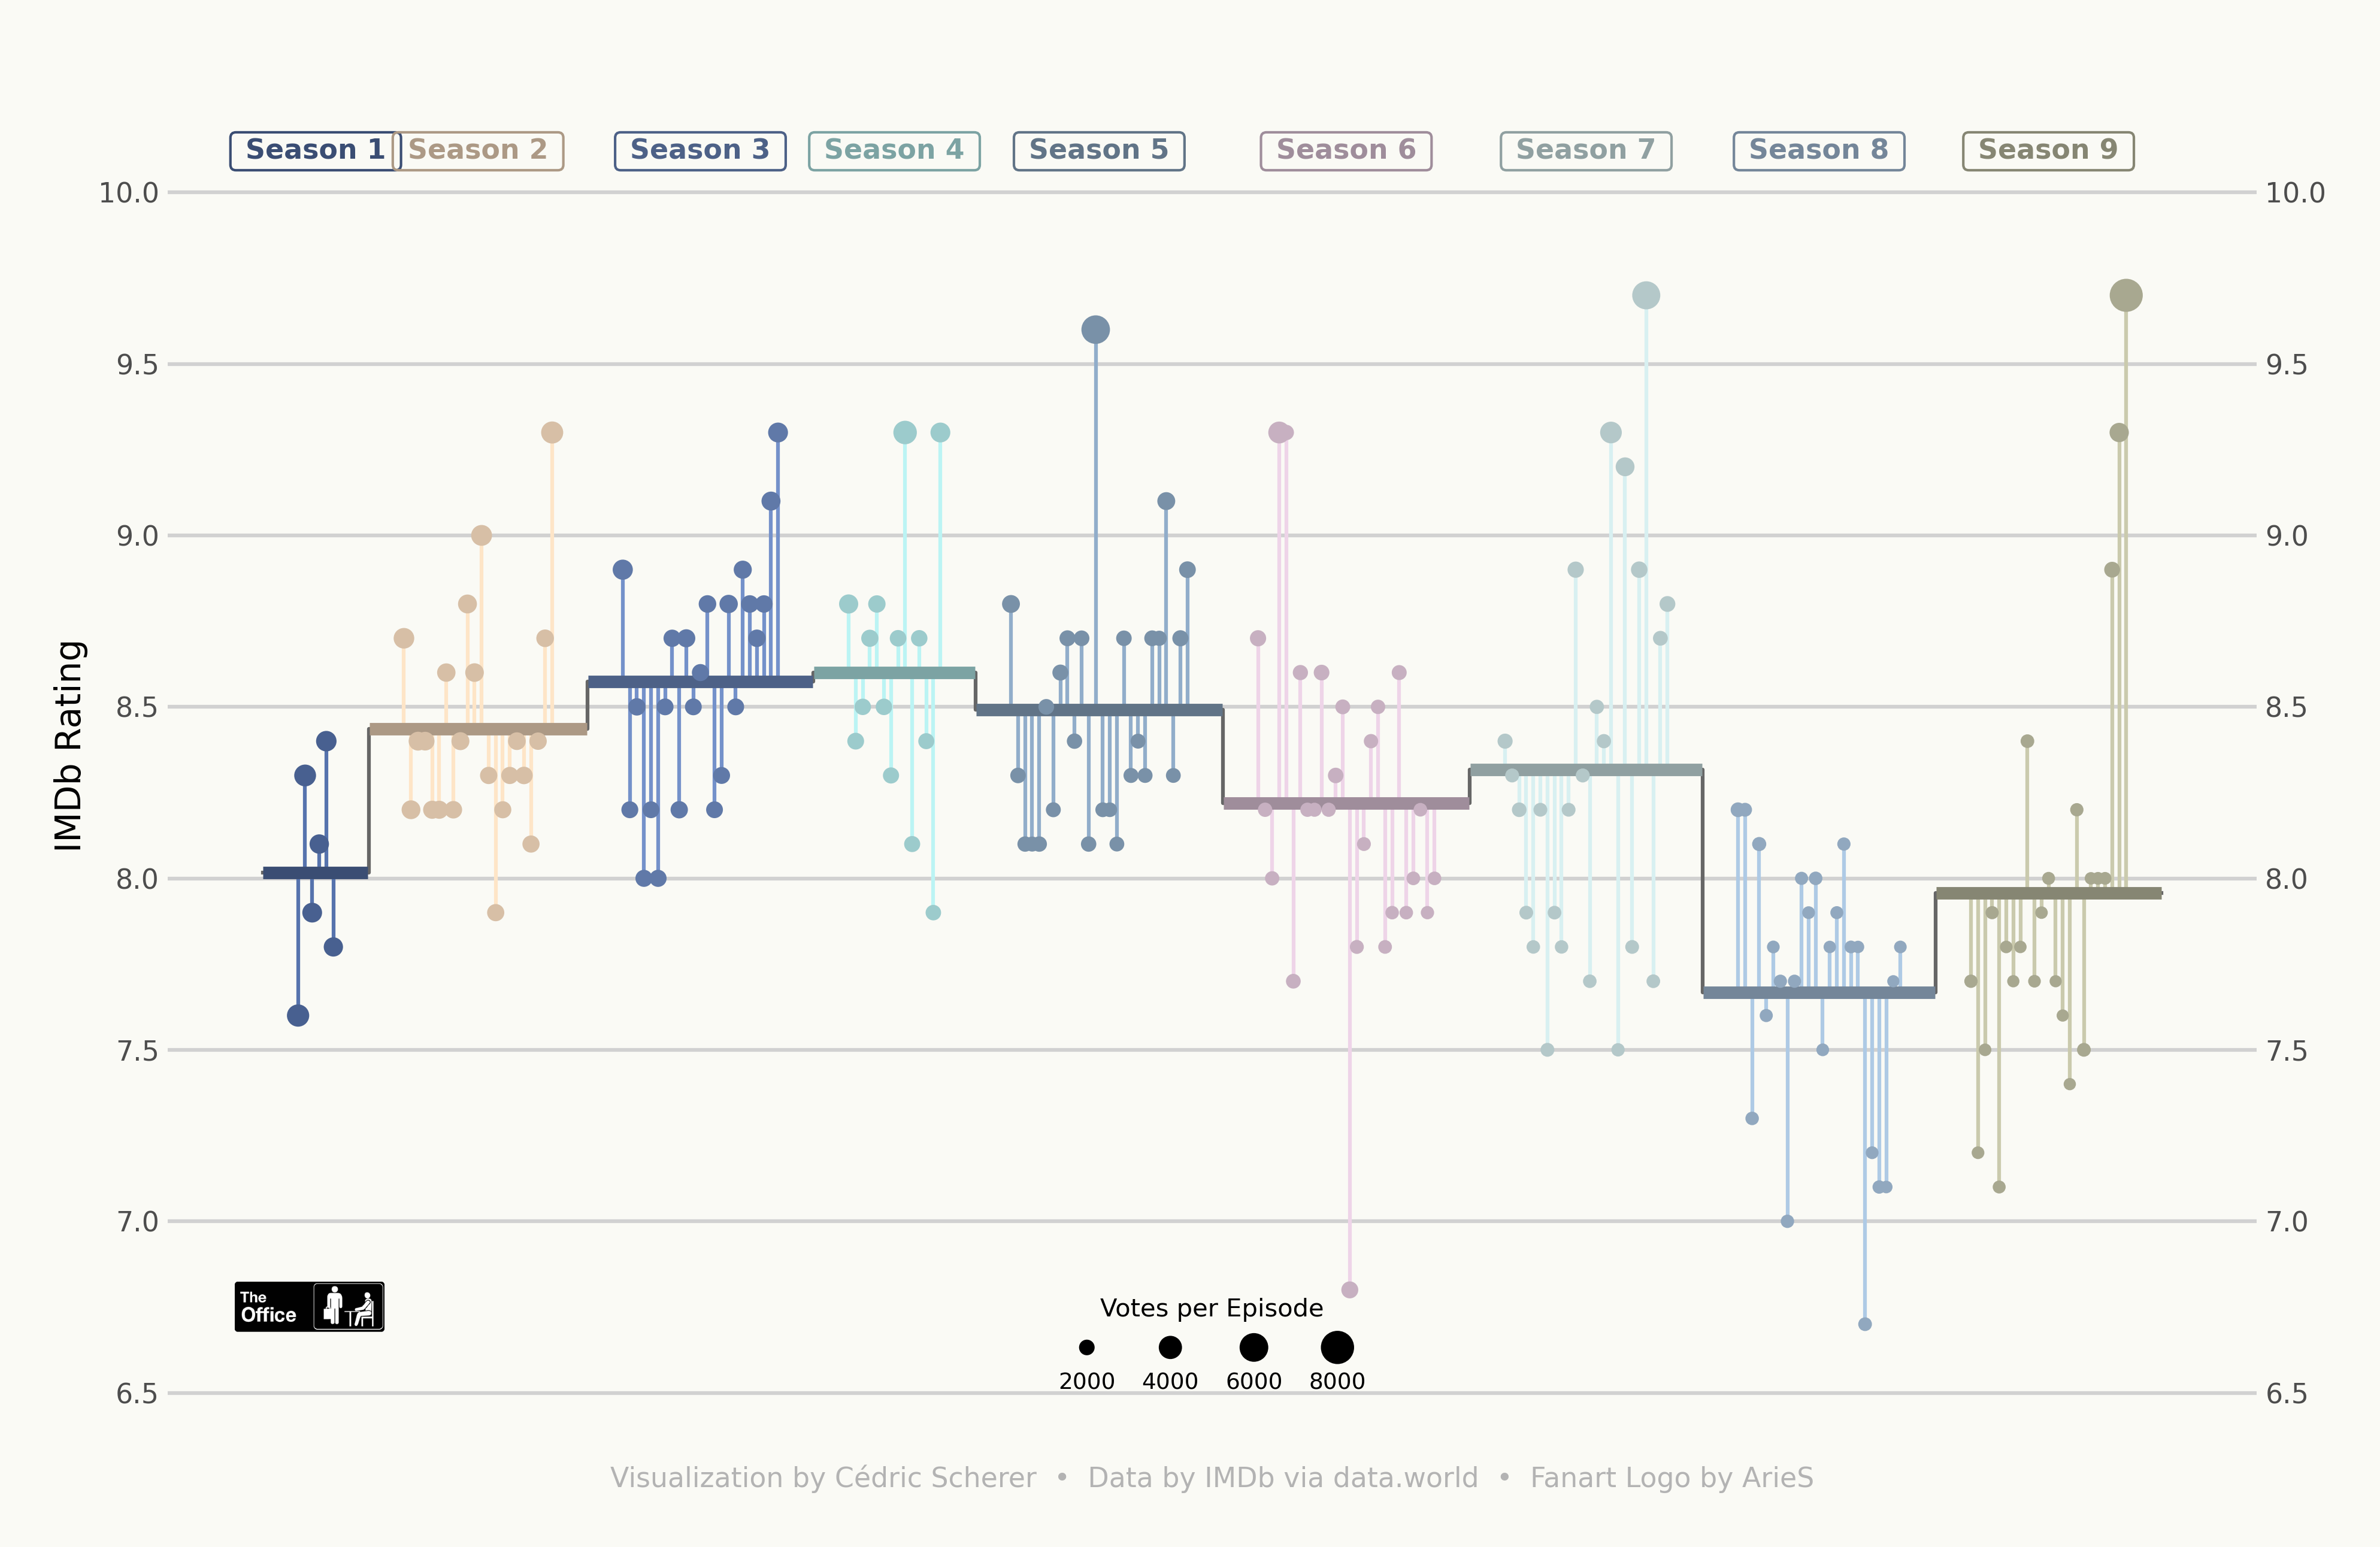 Season 1 Season 2 Season 3 Season 4 Season 5 Season 6 Season 7 Season 8 Season 9
10.0 10.0
9.5 9.5
9.0 9.0
8.5 8.5
8.0 8.0
7.5 7.5
7.0 7.0
6.5 6.5
IMDb Rating
The
Office
Votes per Episode
2000 4000 6000 8000
Visualization by Cédric Scherer • Data by IMDb via data.world • Fanart Logo by ArieS